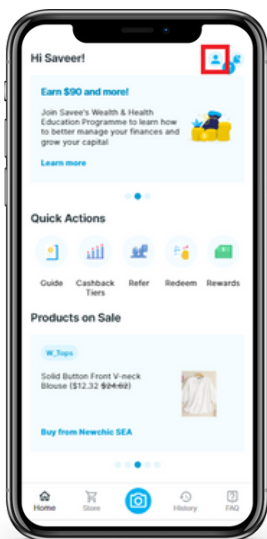 Hi Saveer!
Earn $90 and more!
Join Savee's Wealth & Health
Education Programme to learn how
to better manage your finances and
grow your capital
Learn more
Quick Actions
Guide Cashback Tiers Refer Redeem Rewards
Products on Sale
W_Tops
Solid Button Front V-neck
Blouse ($12.32 $24.62)
Buy from Newchic SEA
Home Store History FAQ